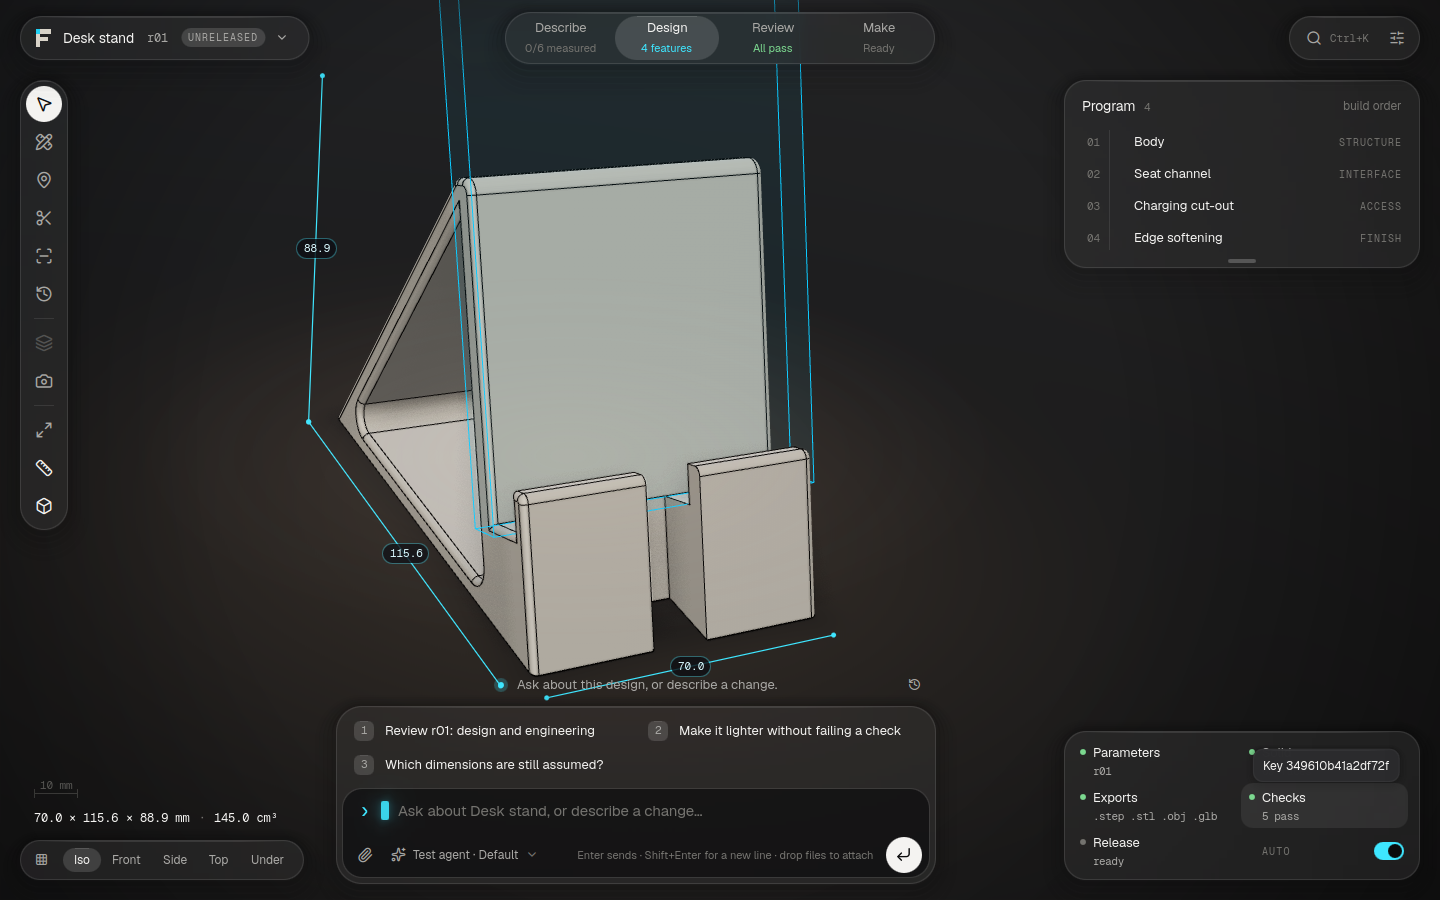 Desk stand r01 UNRELEASED
Describe
0/6 measured
Design
4 features
Review
All pass
Make
Ready
Ctrl+K
Program 4 build order
01 Body STRUCTURE
02 Seat channel INTERFACE
03 Charging cut-out ACCESS
04 Edge softening FINISH
88.9
115.6
70.0
Ask about this design, or describe a change.
1 Review r01: design and engineering
2 Make it lighter without failing a check
3 Which dimensions are still assumed?
Ask about Desk stand, or describe a change…
Test agent · Default
Enter sends · Shift+Enter for a new line · drop files to attach
10 mm
70.0 × 115.6 × 88.9 mm · 145.0 cm³
Iso Front Side Top Under
Parameters
r01
Key 349610b41a2df72f
Exports
.step .stl .obj .glb
Checks
5 pass
Release
ready
AUTO